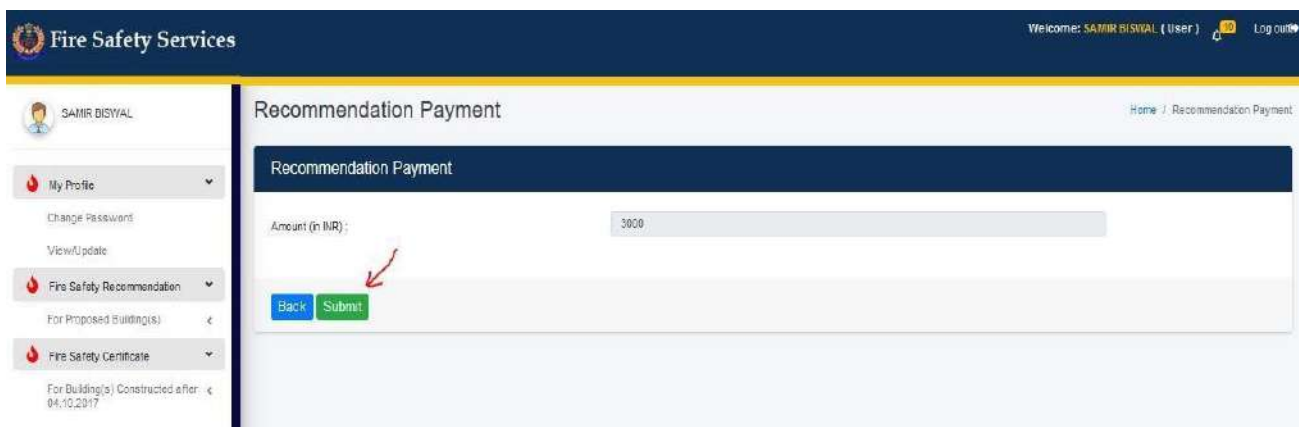 Fire Safety Services
Welcome: SAMIR BISWAL ( User )
10
Log out
SAMIR BISWAL
Recommendation Payment
Home / Recommendation Payment
My Profile
Change Password
View/Update
Fire Safety Recommendation
For Proposed Building(s)
Fire Safety Certificate
For Building(s) Constructed after
04.10.2017
Recommendation Payment
Amount (in INR) :
3000
Back
Submit